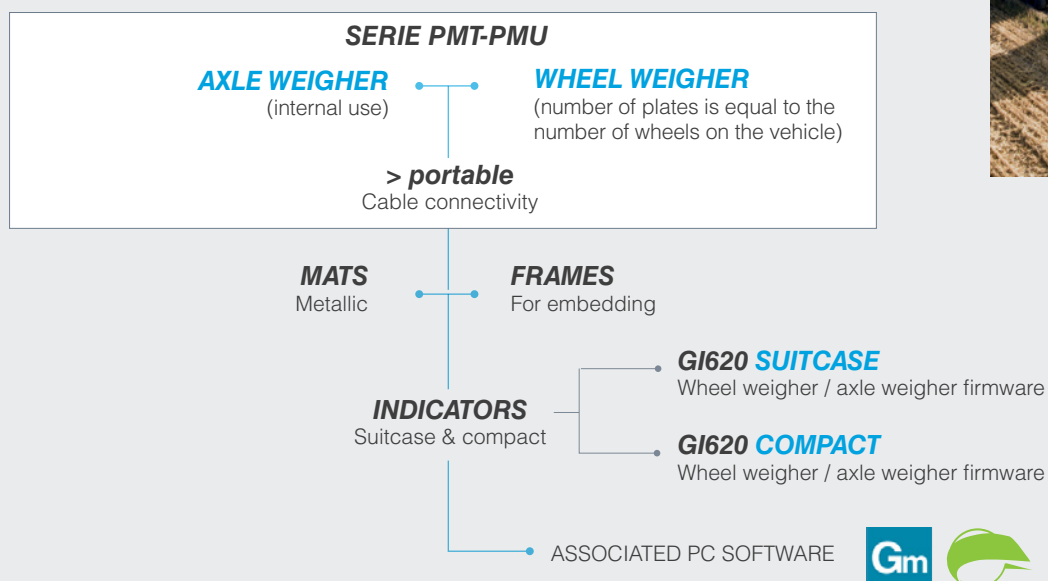 SERIE PMT-PMU
AXLE WEIGHER
(internal use)
WHEEL WEIGHER
(number of plates is equal to the
number of wheels on the vehicle)
> portable
Cable connectivity
MATS
Metallic
FRAMES
For embedding
INDICATORS
Suitcase & compact
GI620 SUITCASE
Wheel weigher / axle weigher firmware
GI620 COMPACT
Wheel weigher / axle weigher firmware
ASSOCIATED PC SOFTWARE
Gm